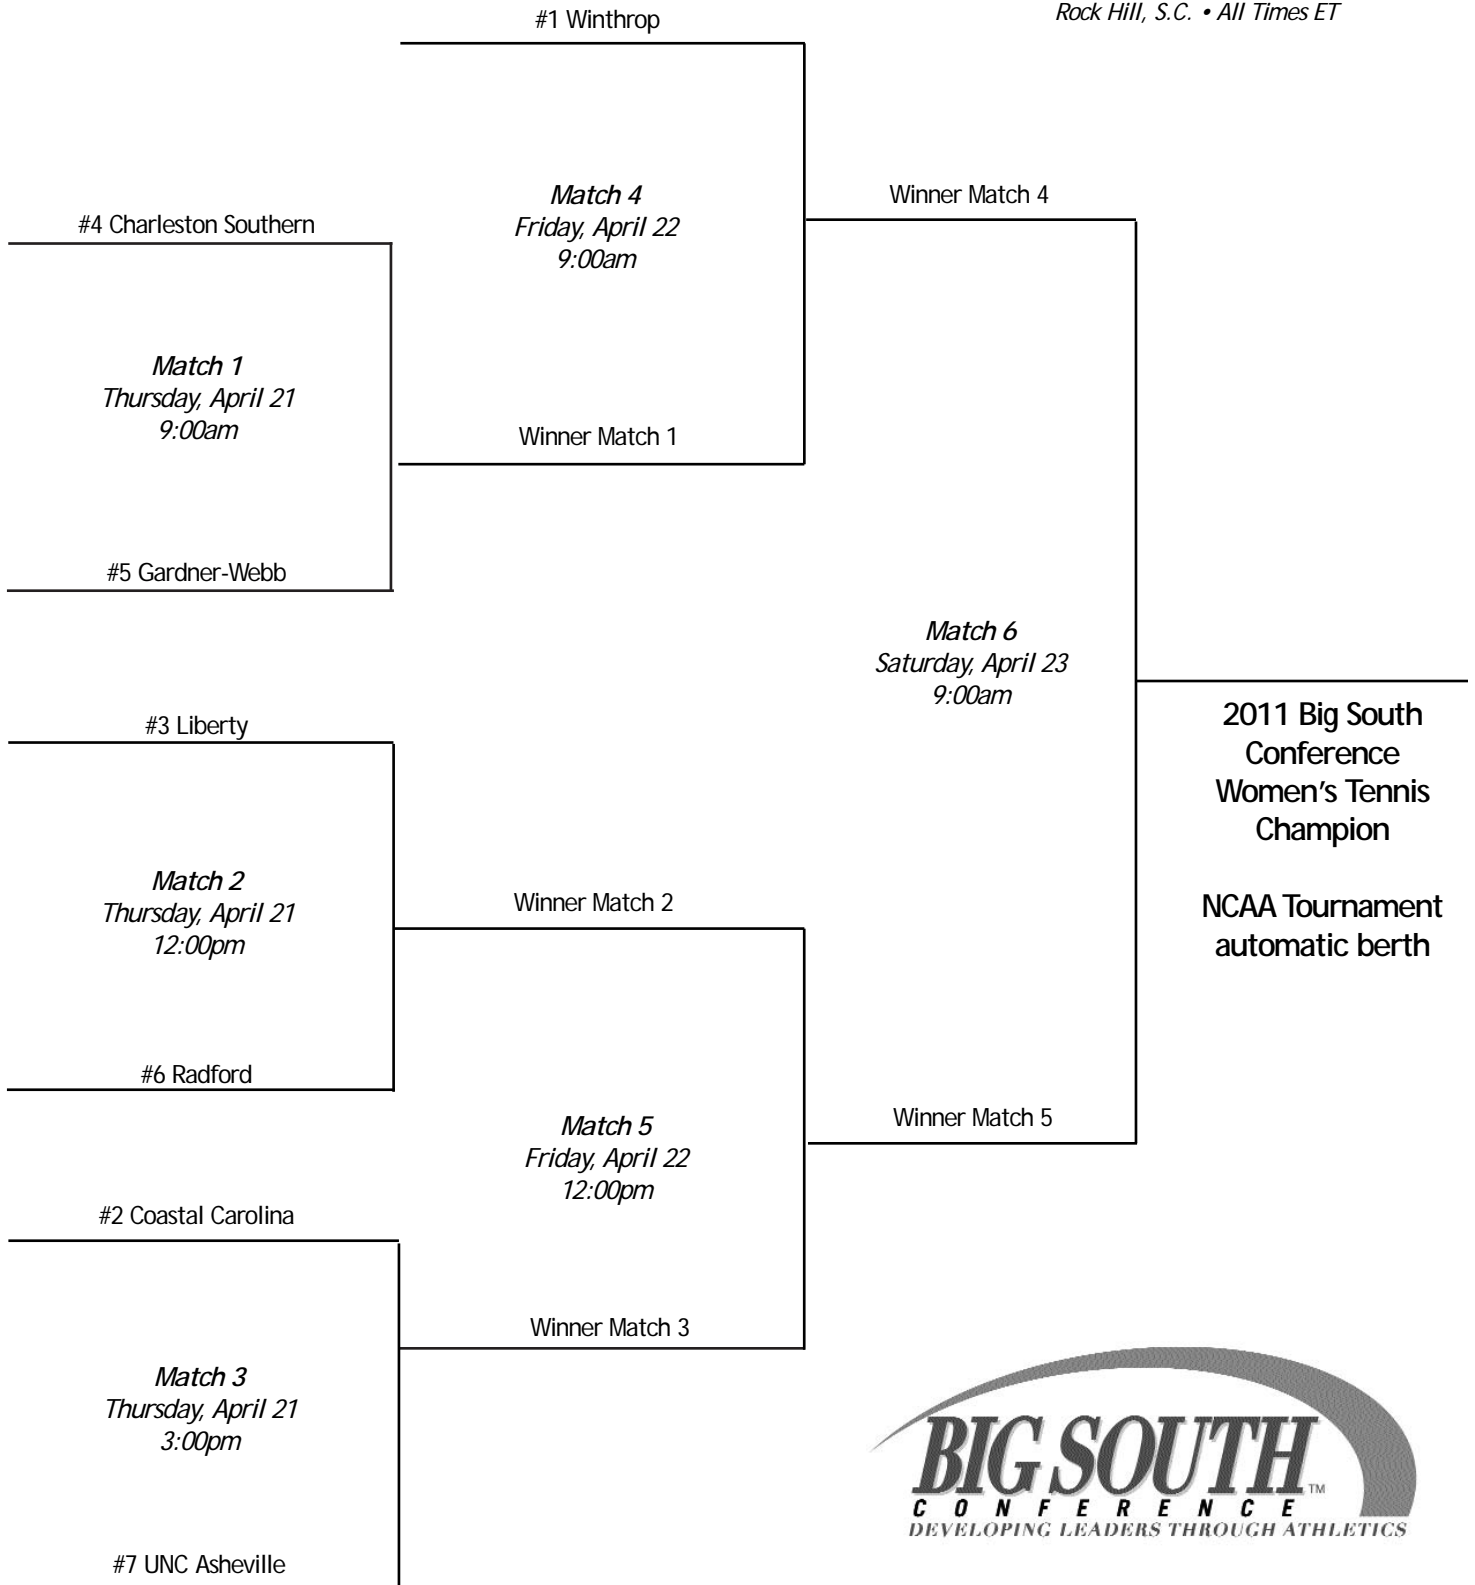 Rock Hill, S.C. • All Times ET
#1 Winthrop
Match 4
Friday, April 22
9:00am
Winner Match 4
#4 Charleston Southern
Match 1
Thursday, April 21
9:00am
Winner Match 1
#5 Gardner-Webb
Match 6
Saturday, April 23
9:00am
2011 Big South
Conference
Women's Tennis
Champion
NCAA Tournament
automatic berth
#3 Liberty
Match 2
Thursday, April 21
12:00pm
Winner Match 2
#6 Radford
Match 5
Friday, April 22
12:00pm
Winner Match 5
#2 Coastal Carolina
Winner Match 3
Match 3
Thursday, April 21
3:00pm
#7 UNC Asheville
BIG SOUTH TM
CONFERENCE
DEVELOPING LEADERS THROUGH ATHLETICS